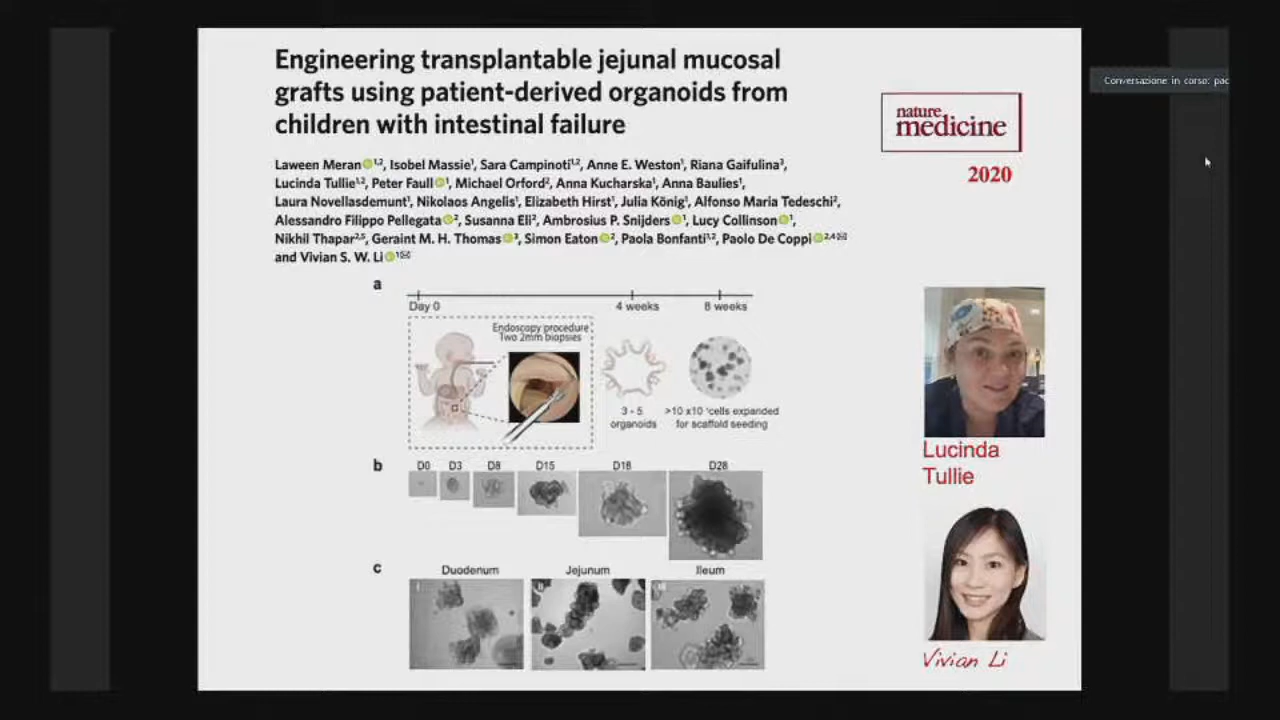 Engineering transplantable jejunal mucosal
grafts using patient-derived organoids from
children with intestinal failure
Laween Meran 1,2, Isobel Massie1, Sara Campinoti1,2, Anne E. Weston1, Riana Gaifulina3,
Lucinda Tullie1,2, Peter Faull 1, Michael Orford2, Anna Kucharska1, Anna Baulies1,
Laura Novellasdemunt1, Nikolaos Angelis1, Elizabeth Hirst1, Julia König1, Alfonso Maria Tedeschi2,
Alessandro Filippo Pellegata 2, Susanna Eli2, Ambrosius P. Snijders 1, Lucy Collinson 1,
Nikhil Thapar2,5, Geraint M. H. Thomas 3, Simon Eaton 2, Paola Bonfanti1,2, Paolo De Coppi 2,4✉
and Vivian S. W. Li 1✉
nature
medicine
2020
Conversazione in corso: pac
a
Day 0
4 weeks
8 weeks
Endoscopy procedure
Two 2mm biopsies
3 - 5
organoids
>10 x10 cells expanded
for scaffold seeding
b
D0
D3
D8
D15
D18
D28
c
Duodenum
Jejunum
Ileum
Lucinda
Tullie
Vivian Li